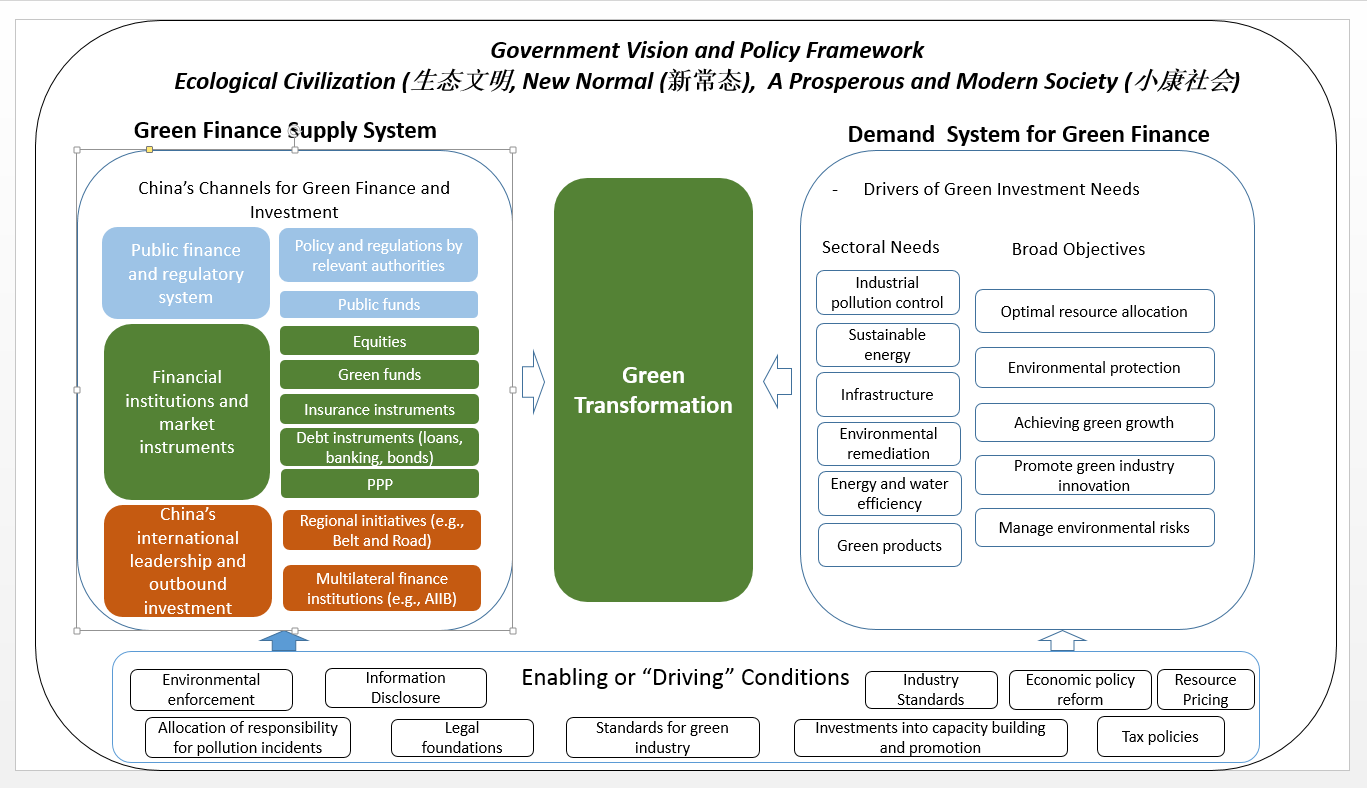 Government Vision and Policy Framework
Ecological Civilization (生态文明, New Normal (新常态), A Prosperous and Modern Society (小康社会)
Green Finance Supply System
China's Channels for Green Finance and
Investment
Public finance
and regulatory
system
Policy and regulations by
relevant authorities
Public funds
Financial
institutions and
market
instruments
Equities
Green funds
Insurance instruments
Debt instruments (loans,
banking, bonds)
PPP
China's
international
leadership and
outbound
investment
Regional initiatives (e.g.,
Belt and Road)
Multilateral finance
institutions (e.g., AIIB)
Green
Transformation
Demand System for Green Finance
- Drivers of Green Investment Needs
Sectoral Needs
Industrial
pollution control
Sustainable
energy
Infrastructure
Environmental
remediation
Energy and water
efficiency
Green products
Broad Objectives
Optimal resource allocation
Environmental protection
Achieving green growth
Promote green industry
innovation
Manage environmental risks
Enabling or “Driving” Conditions
Environmental
enforcement
Information
Disclosure
Industry
Standards
Economic policy
reform
Resource
Pricing
Allocation of responsibility
for pollution incidents
Legal
foundations
Standards for green
industry
Investments into capacity building
and promotion
Tax policies